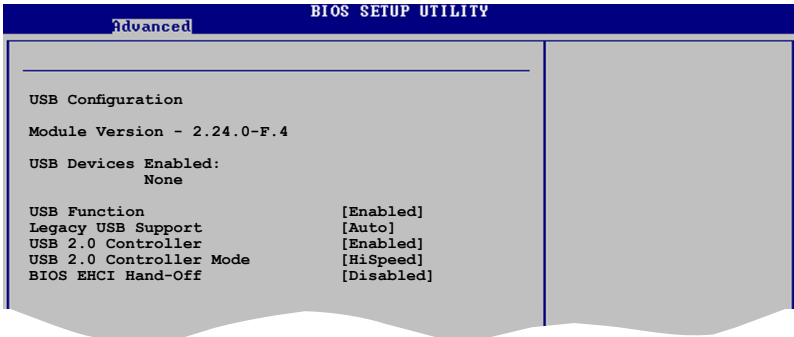 BIOS SETUP UTILITY
Advanced
USB Configuration
Module Version - 2.24.0-F.4
USB Devices Enabled:
None
USB Function [Enabled]
Legacy USB Support [Auto]
USB 2.0 Controller [Enabled]
USB 2.0 Controller Mode [HiSpeed]
BIOS EHCI Hand-Off [Disabled]